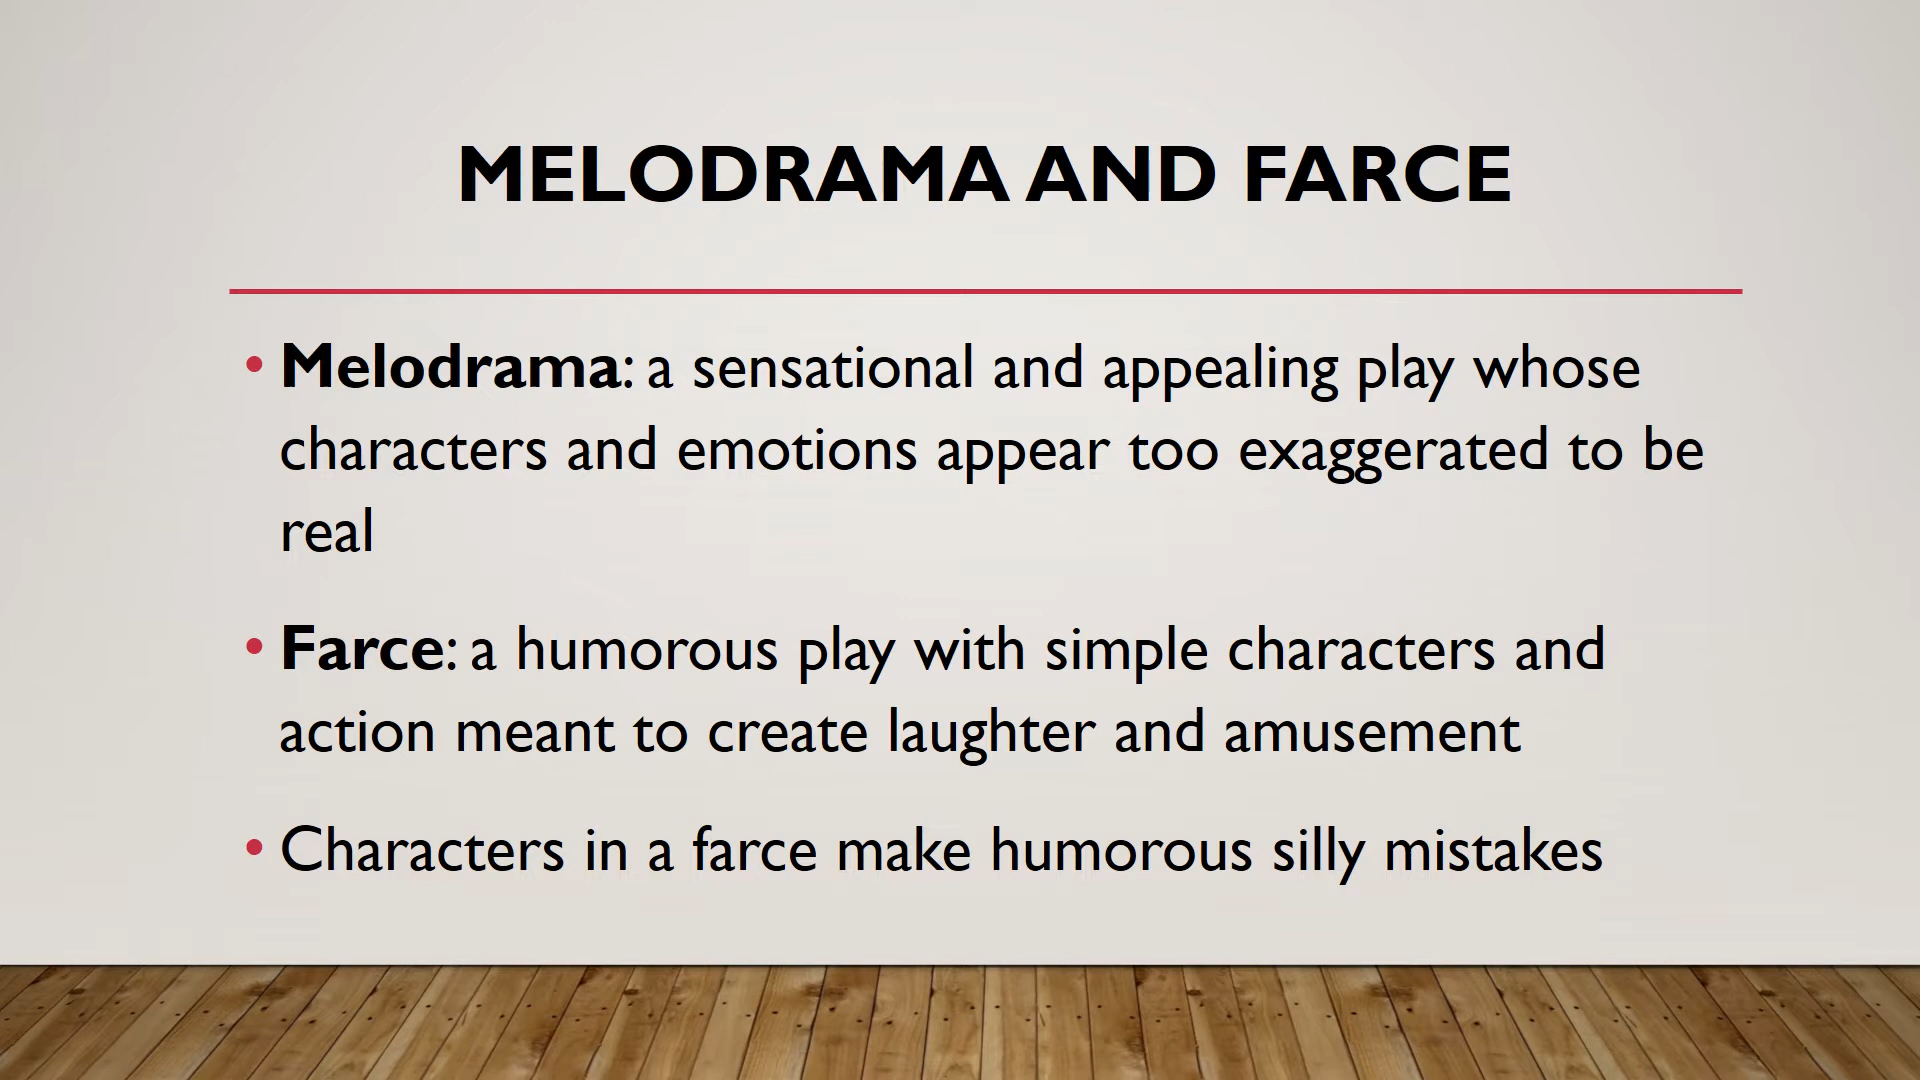 MELODRAMA AND FARCE
• Melodrama: a sensational and appealing play whose
characters and emotions appear too exaggerated to be
real
• Farce: a humorous play with simple characters and
action meant to create laughter and amusement
• Characters in a farce make humorous silly mistakes